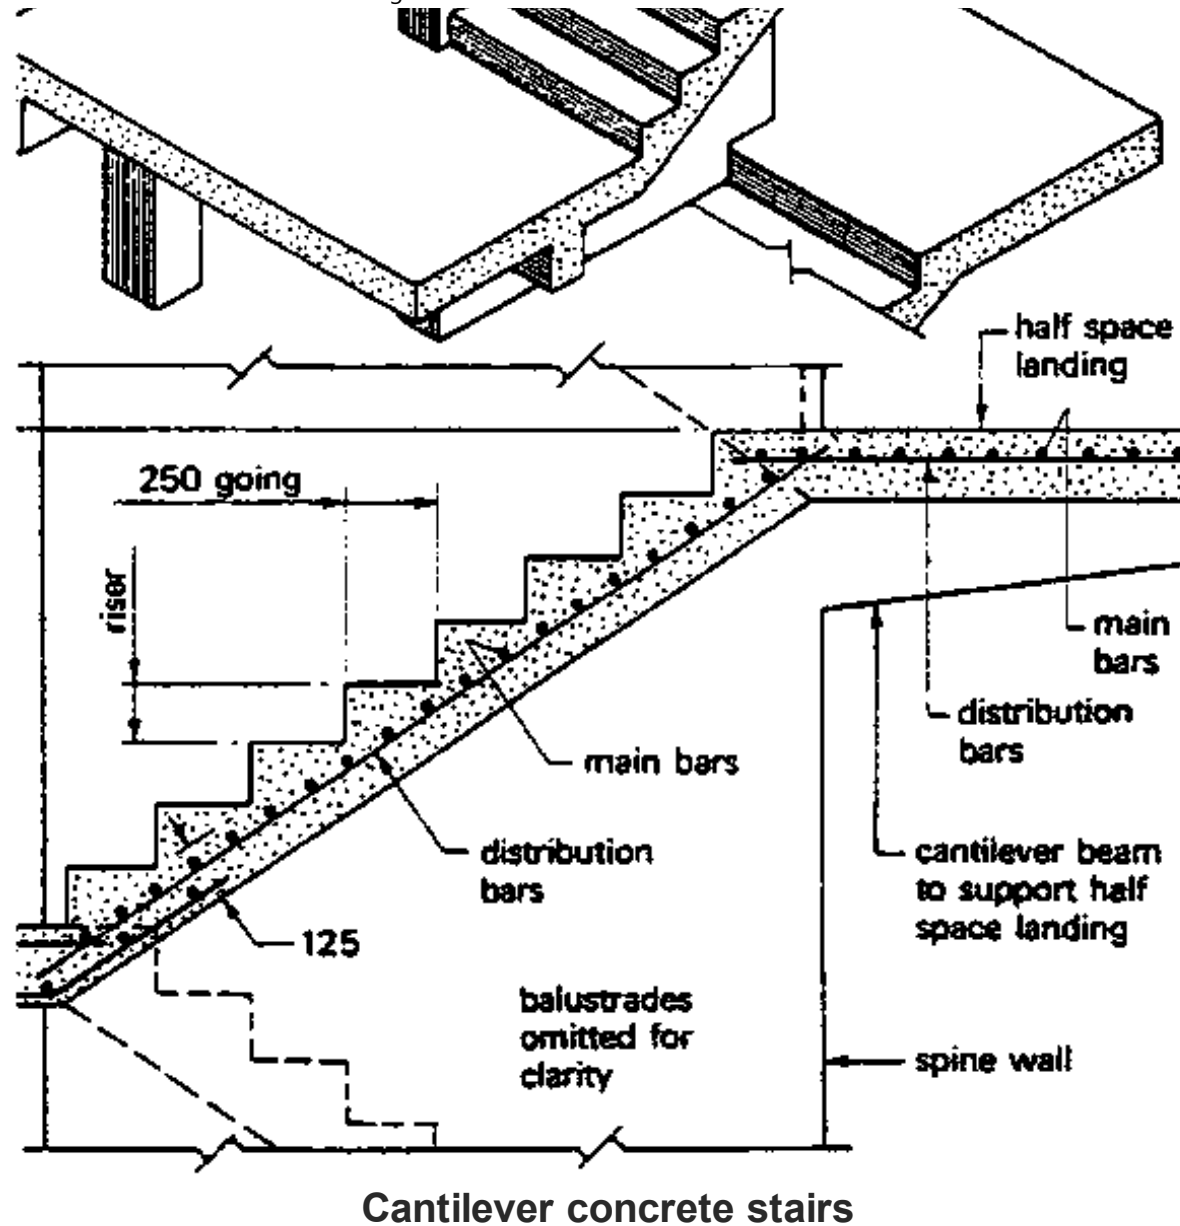 half space
landing
250 going
riser
main
bars
distribution
bars
main bars
distribution
bars
cantilever beam
to support half
space landing
125
balustrades
omitted for
clarity
spine wall
Cantilever concrete stairs